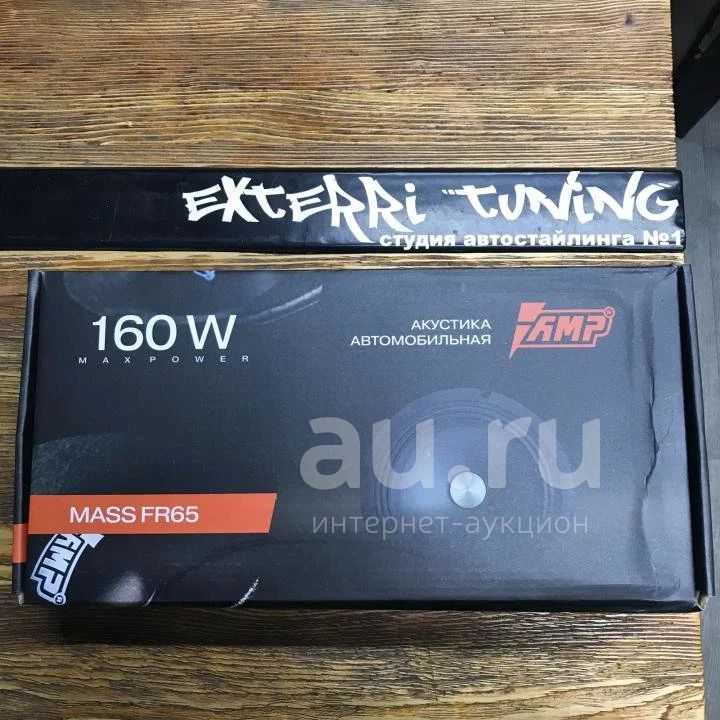 EXTERRI TUNING
студия автостайлинга №1
160 W
MAX POWER
АКУСТИКА
АВТОМОБИЛЬНАЯ
AMP®
au.ru
интернет-аукцион
MASS FR65
AMP®